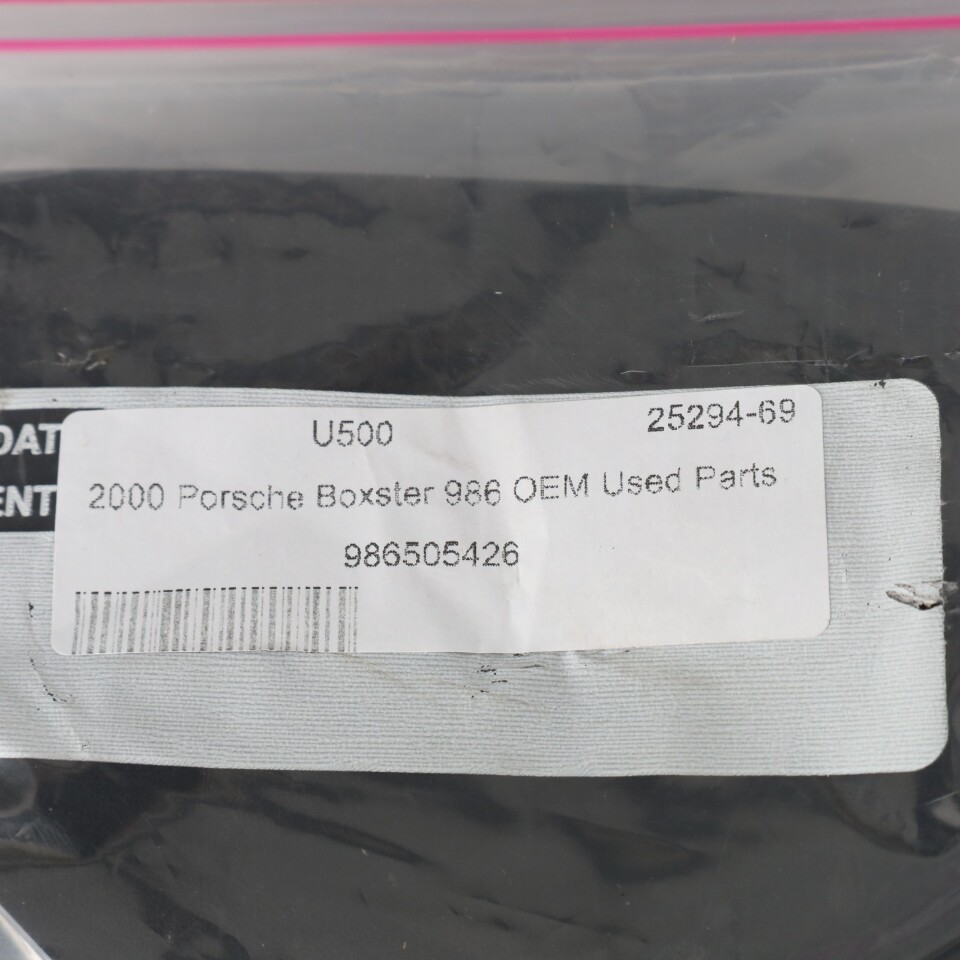 U500 25294-69
2000 Porsche Boxster 986 OEM Used Parts
986505426
DAT
ENT